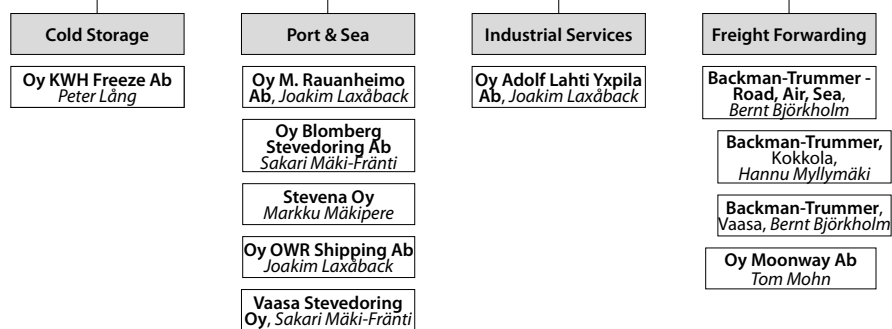 Cold Storage
Oy KWH Freeze Ab
Peter Lång
Port & Sea
Oy M. Rauanheimo
Ab, Joakim Laxåback
Oy Blomberg
Stevedoring Ab
Sakari Mäki-Fränti
Stevena Oy
Markku Mäkipere
Oy OWR Shipping Ab
Joakim Laxåback
Vaasa Stevedoring
Oy, Sakari Mäki-Fränti
Industrial Services
Oy Adolf Lahti Yxpila
Ab, Joakim Laxåback
Freight Forwarding
Backman-Trummer -
Road, Air, Sea,
Bernt Björkholm
Backman-Trummer,
Kokkola,
Hannu Myllymäki
Backman-Trummer,
Vaasa, Bernt Björkholm
Oy Moonway Ab
Tom Mohn